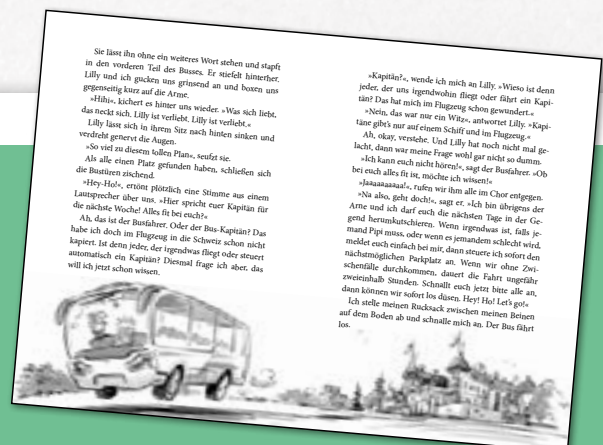 Sie lässt ihn ohne ein weiteres Wort stehen und stapft
in den vorderen Teil des Busses. Er stiefelt hinterher.
Lilly und ich gucken uns grinsend an und boxen uns
gegenseitig kurz auf die Arme.
»Hihi«, kichert es hinter uns wieder. »Was sich liebt,
das neckt sich. Lilly ist verliebt. Lilly ist verliebt.«
Lilly lässt sich in ihrem Sitz nach hinten sinken und
verdreht genervt die Augen.
»So viel zu diesem tollen Plan«, seufzt sie.
Als alle einen Platz gefunden haben, schließen sich
die Bustüren zischend.
»Hey-Ho!«, ertönt plötzlich eine Stimme aus einem
Lautsprecher über uns. »Hier spricht euer Kapitän für
die nächste Woche! Alles fit bei euch?«
Ah, das ist der Busfahrer. Oder der Bus-Kapitän? Das
habe ich doch im Flugzeug in die Schweiz schon nicht
kapiert. Ist denn jeder, der irgendwas fliegt oder steuert
automatisch ein Kapitän? Diesmal frage ich aber, das
will ich jetzt schon wissen.
»Kapitän?«, wende ich mich an Lilly. »Wieso ist denn
jeder, der uns irgendwohin fliegt oder fährt ein Kapi-
tän? Das hat mich im Flugzeug schon gewundert.«
»Nein, das war nur ein Witz«, antwortet Lilly. »Kapi-
täne gibt's nur auf einem Schiff und im Flugzeug.«
Ah, okay, verstehe. Und Lilly hat noch nicht mal ge-
lacht, dann war meine Frage wohl gar nicht so dumm.
»Ich kann euch nicht hören!«, sagt der Busfahrer. »Ob
bei euch alles fit ist, möchte ich wissen!«
»Jaaaaaaaaaa!«, rufen wir ihm alle im Chor entgegen.
»Na also, geht doch!«, sagt er. »Ich bin übrigens der
Arne und ich darf euch die nächsten Tage in der Ge-
gend herumkutschieren. Wenn irgendwas ist, falls je-
mand Pipi muss, oder wenn es jemandem schlecht wird,
meldet euch einfach bei mir, dann steuere ich sofort den
nächstmöglichen Parkplatz an. Wenn wir ohne Zwi-
schenfälle durchkommen, dauert die Fahrt ungefähr
zweieinhalb Stunden. Schnallt euch jetzt bitte alle an,
dann können wir sofort los düsen. Hey! Ho! Let's go!«
Ich stelle meinen Rucksack zwischen meinen Beinen
auf dem Boden ab und schnalle mich an. Der Bus fährt
los.